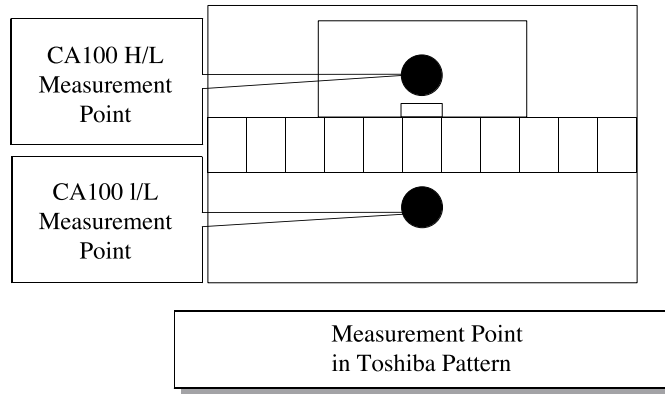 CA100 H/L
Measurement
Point
CA100 l/L
Measurement
Point
Measurement Point
in Toshiba Pattern